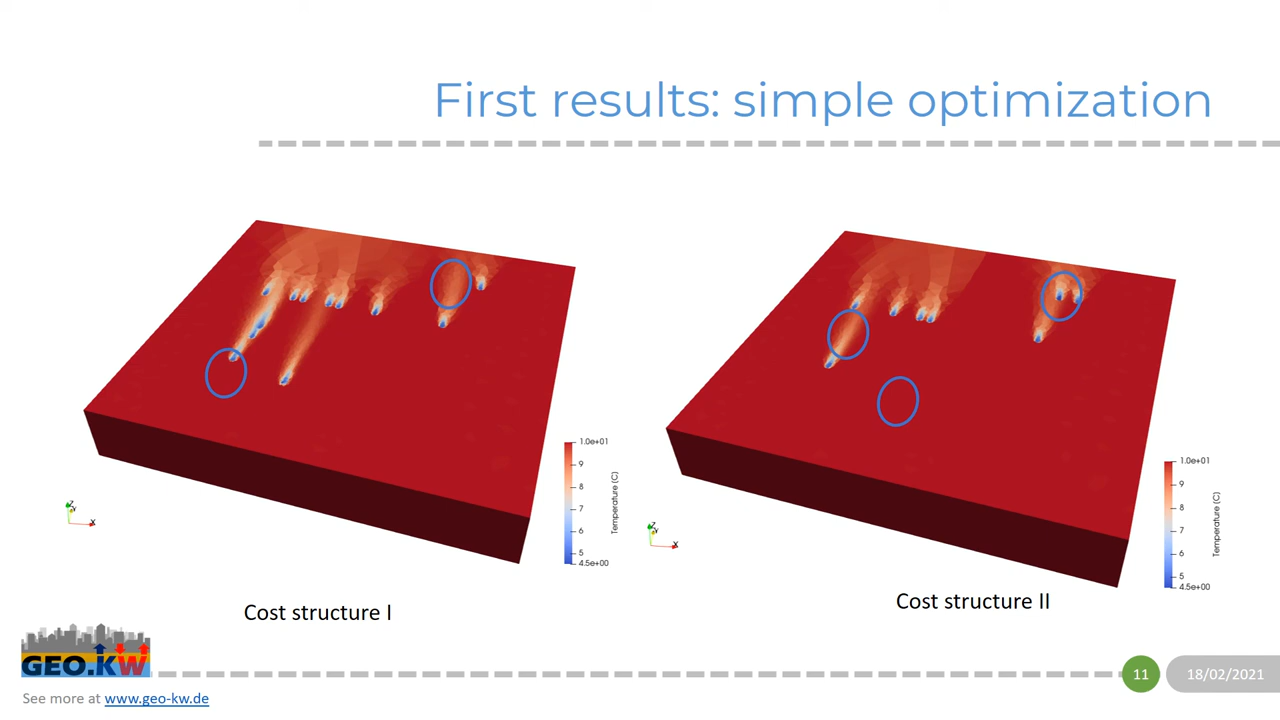 First results: simple optimization
1.0e+01
9
8
7
6
5
4.5e+00
Temperature (C)
Z
Y
X
1.0e+01
9
8
7
6
5
4.5e+00
Temperature (C)
Z
Y
X
Cost structure I
Cost structure II
GEO.KW
See more at www.geo-kw.de
11
18/02/2021